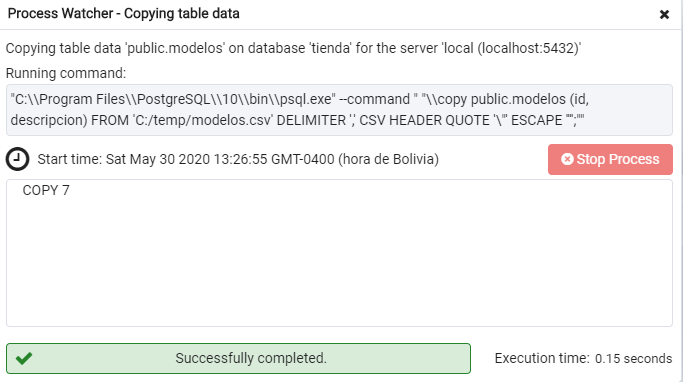 Process Watcher - Copying table data
Copying table data 'public.modelos' on database 'tienda' for the server 'local (localhost:5432)'
Running command:
"C:\\Program Files\\PostgreSQL\\10\\bin\\psql.exe" --command " "\\copy public.modelos (id,
descripcion) FROM 'C:/temp/modelos.csv' DELIMITER ',' CSV HEADER QUOTE '\"' ESCAPE '''';""
Start time: Sat May 30 2020 13:26:55 GMT-0400 (hora de Bolivia)
Stop Process
COPY 7
Successfully completed.
Execution time: 0.15 seconds